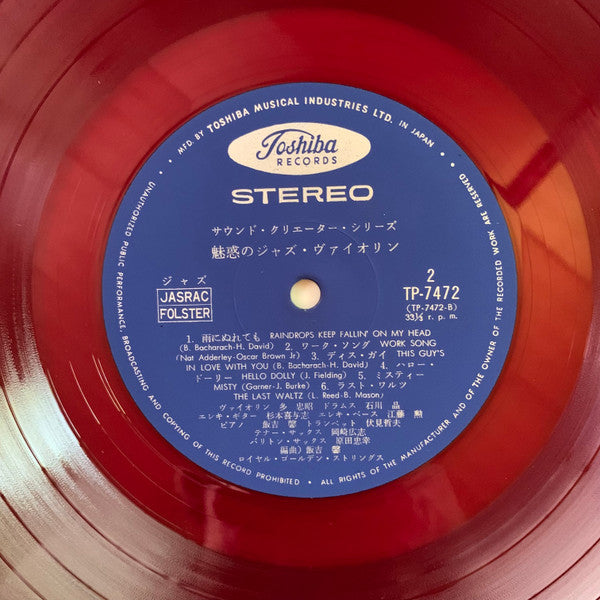 MFD. BY TOSHIBA MUSICAL INDUSTRIES LTD. IN JAPAN
• ALL RIGHTS OF THE MANUFACTURER AND OF THE OWNER OF THE RECORDED WORK ARE RESERVED
UNAUTHORIZED PUBLIC PERFORMANCE, BROADCASTING AND COPYING OF THIS RECORD PROHIBITED •
Toshiba
RECORDS
STEREO
サウンド・クリエーター・シリーズ
魅惑のジャズ・ヴァイオリン
ジャズ
JASRAC
FOLSTER
2
TP-7472
(TP-7472-B)
33⅓ r. p. m.
1. 雨にぬれても RAINDROPS KEEP FALLIN' ON MY HEAD
(B. Bacharach-H. David) 2. ワーク・ソング WORK SONG
(Nat Adderley-Oscar Brown Jr) 3. ディス・ガイ THIS GUY'S
IN LOVE WITH YOU (B. Bacharach-H. David) 4. ハロー・
ドーリー HELLO DOLLY (J. Fielding) 5. ミスティー
MISTY (Garner-J. Burke) 6. ラスト・ワルツ
THE LAST WALTZ (L. Reed-B. Mason)
ヴァイオリン 多 忠昭 ドラムス 石川 晶
エレキ・ギター 杉本喜与志 エレキ・ベース 江藤 勲
ピアノ 飯吉 馨 トランペット 伏見哲夫
テナー・サックス 岡崎広志
バリトン・サックス 原田忠幸
編曲) 飯吉 馨
ロイヤル・ゴールデン・ストリングス